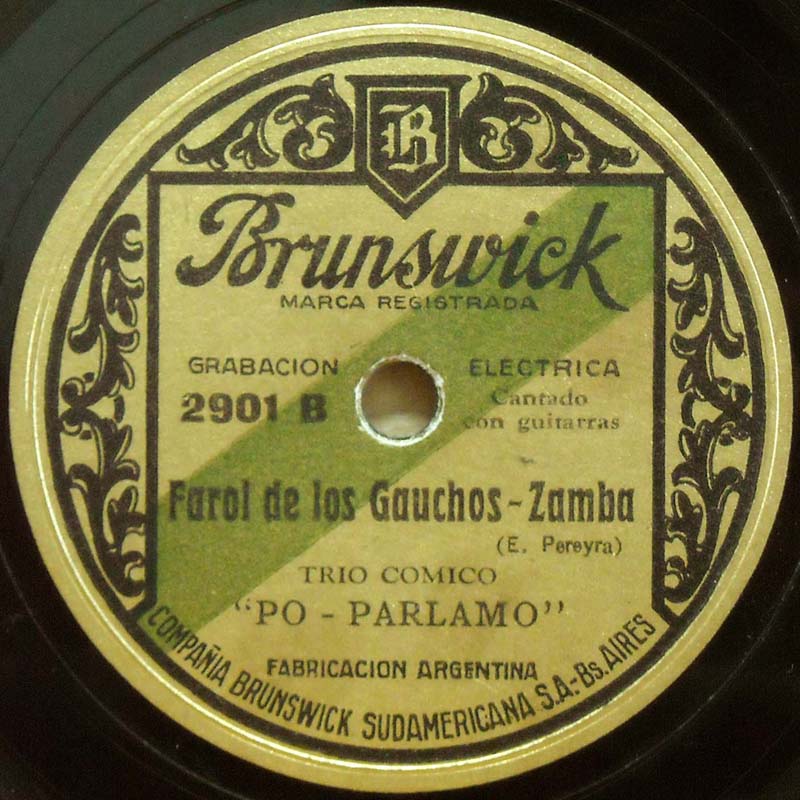 B
Brunswick
MARCA REGISTRADA
GRABACION ELECTRICA
2901 B
Cantado
con guitarras
Farol de los Gauchos - Zamba
(E. Pereyra)
TRIO COMICO
"PO - PARLAMO"
FABRICACION ARGENTINA
COMPAÑIA BRUNSWICK SUDAMERICANA S.A.-Bs. AIRES